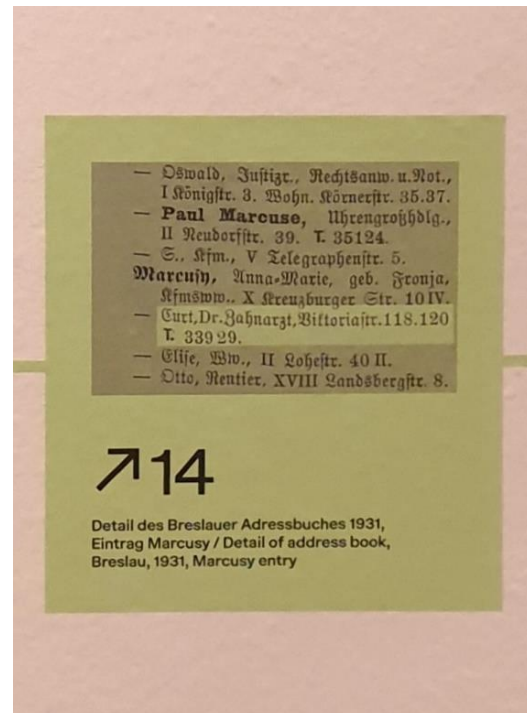 — Oswald, Justizr., Rechtsanw. u. Not.,
I Königstr. 3. Wohn. Körnerstr. 35.37.
— Paul Marcuse, Uhrengroßhdlg.,
II Neudorfstr. 39. T. 35124.
— S., Kfm., V Telegraphenstr. 5.
Marcusy, Anna-Marie, geb. Fronja,
Kfmsww., X Kreuzburger Str. 10 IV.
— Curt, Dr. Zahnarzt, Viktoriastr. 118.120
T. 339 29.
— Elise, Ww., II Lohestr. 40 II.
— Otto, Rentier, XVIII Landsbergstr. 8.
↗14
Detail des Breslauer Adressbuches 1931,
Eintrag Marcusy / Detail of address book,
Breslau, 1931, Marcusy entry